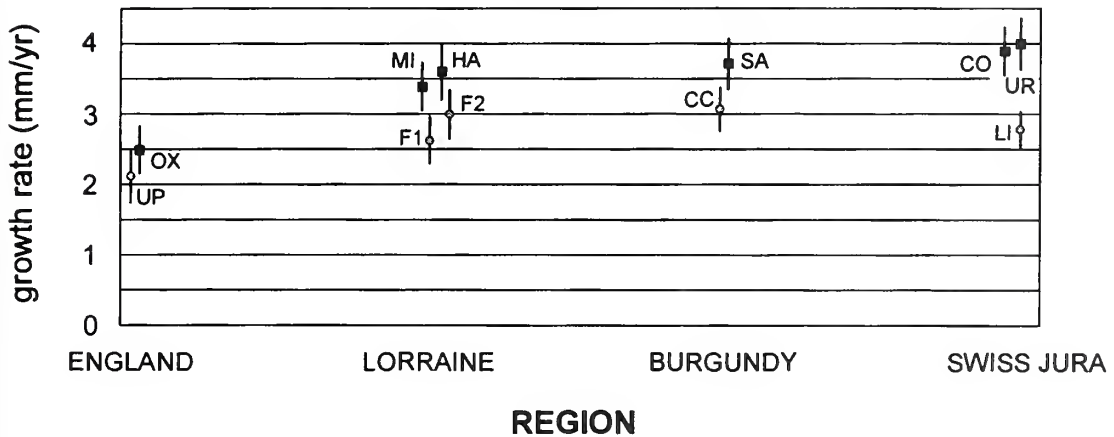 growth rate (mm/yr)
4
3
2
1
0
OX
UP
MI
HA
F1
F2
CC
SA
CO
UR
LI
ENGLAND
LORRAINE
BURGUNDY
SWISS JURA
REGION